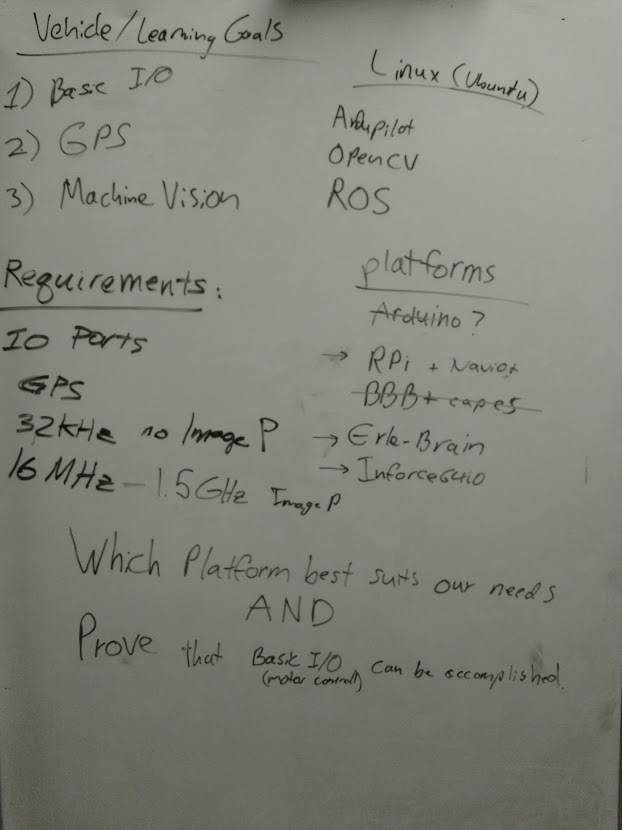 Vehicle/Learning Goals
1) Basic I/O
2) GPS
3) Machine Vision
Linux (Ubuntu)
Ardupilot
OpenCV
ROS
Requirements:
IO Ports
GPS
32kHz no Image P
16 MHz - 1.5GHz Image P
platforms
Arduino?
→ RPi + Navio+
BBB + capes
→ Erle-Brain
→ Inforce6410
Which Platform best suits our needs
AND
Prove that Basic I/O can be accomplished.
(motor control)